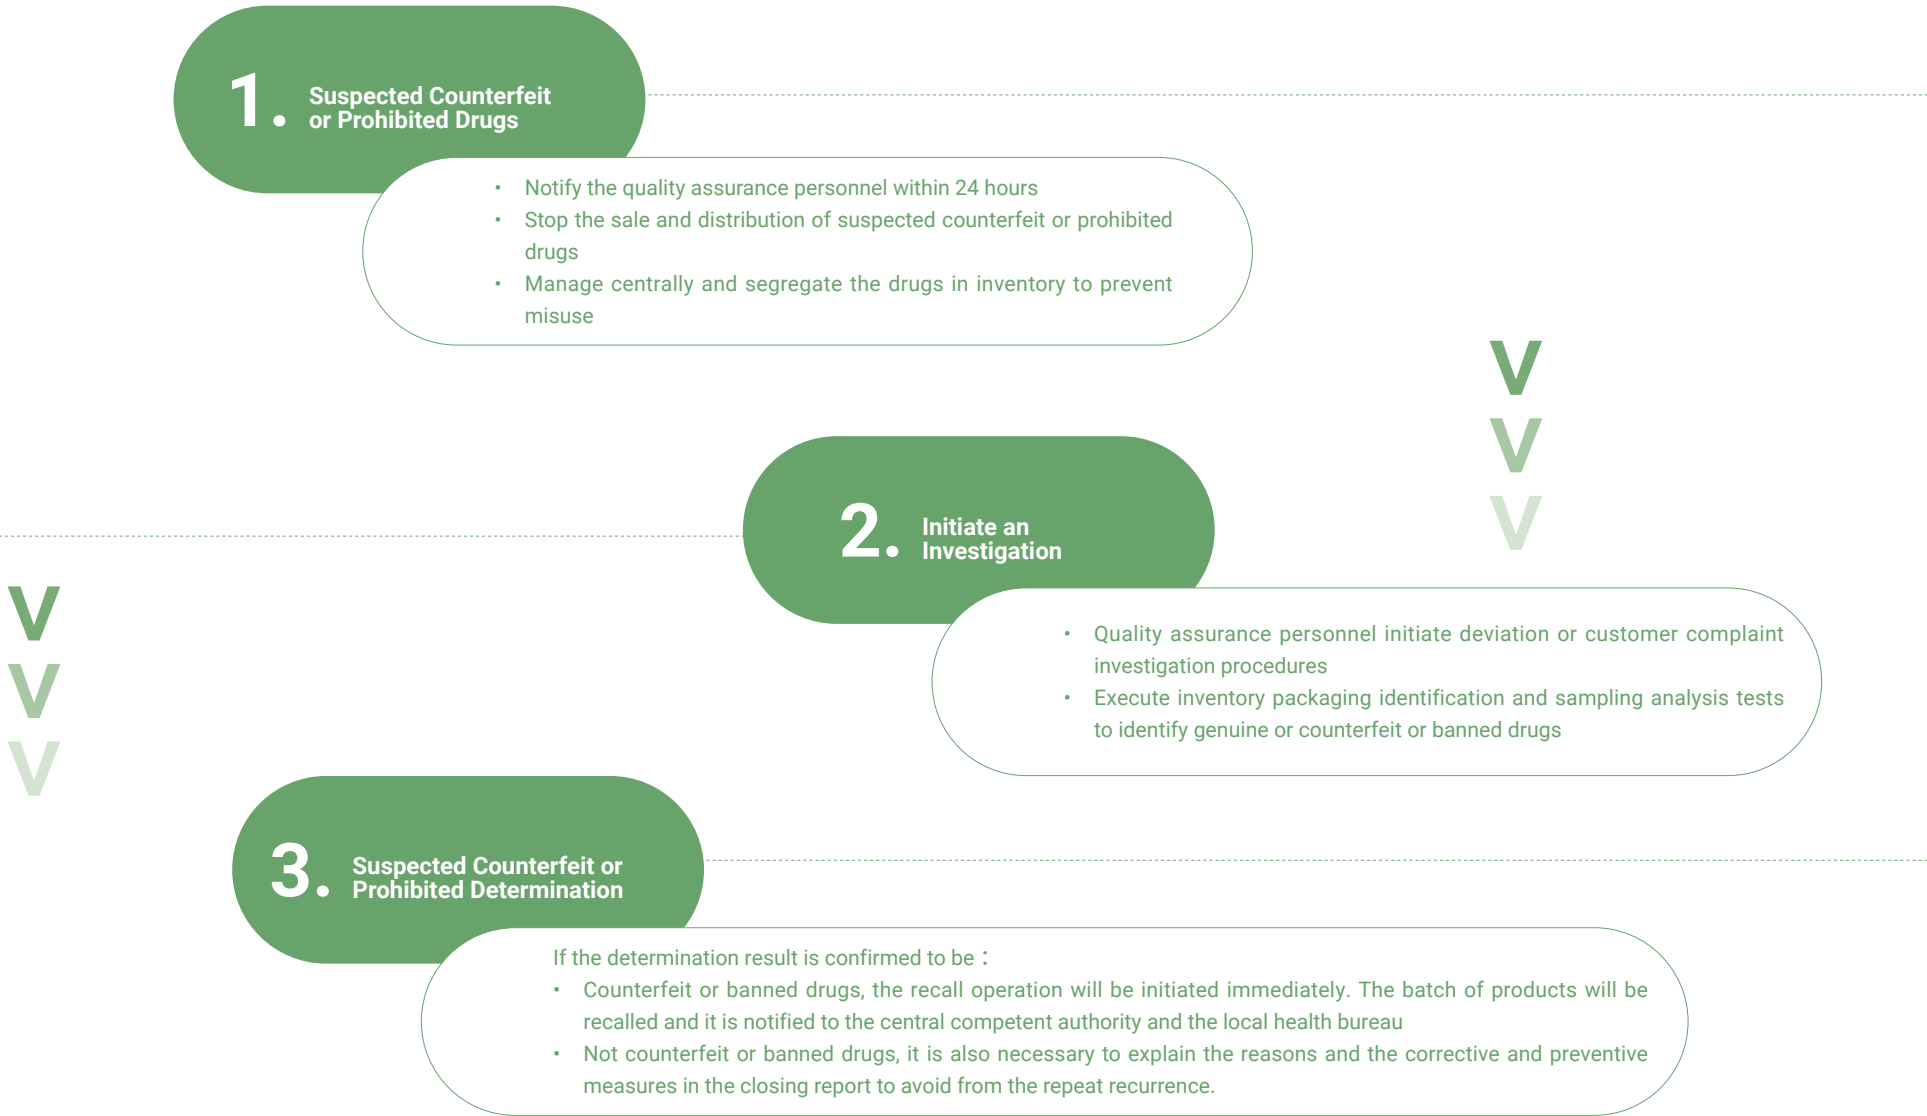 1. Suspected Counterfeit
or Prohibited Drugs
• Notify the quality assurance personnel within 24 hours
• Stop the sale and distribution of suspected counterfeit or prohibited
drugs
• Manage centrally and segregate the drugs in inventory to prevent
misuse
2. Initiate an
Investigation
• Quality assurance personnel initiate deviation or customer complaint
investigation procedures
• Execute inventory packaging identification and sampling analysis tests
to identify genuine or counterfeit or banned drugs
3. Suspected Counterfeit or
Prohibited Determination
If the determination result is confirmed to be：
• Counterfeit or banned drugs, the recall operation will be initiated immediately. The batch of products will be
recalled and it is notified to the central competent authority and the local health bureau
• Not counterfeit or banned drugs, it is also necessary to explain the reasons and the corrective and preventive
measures in the closing report to avoid from the repeat recurrence.